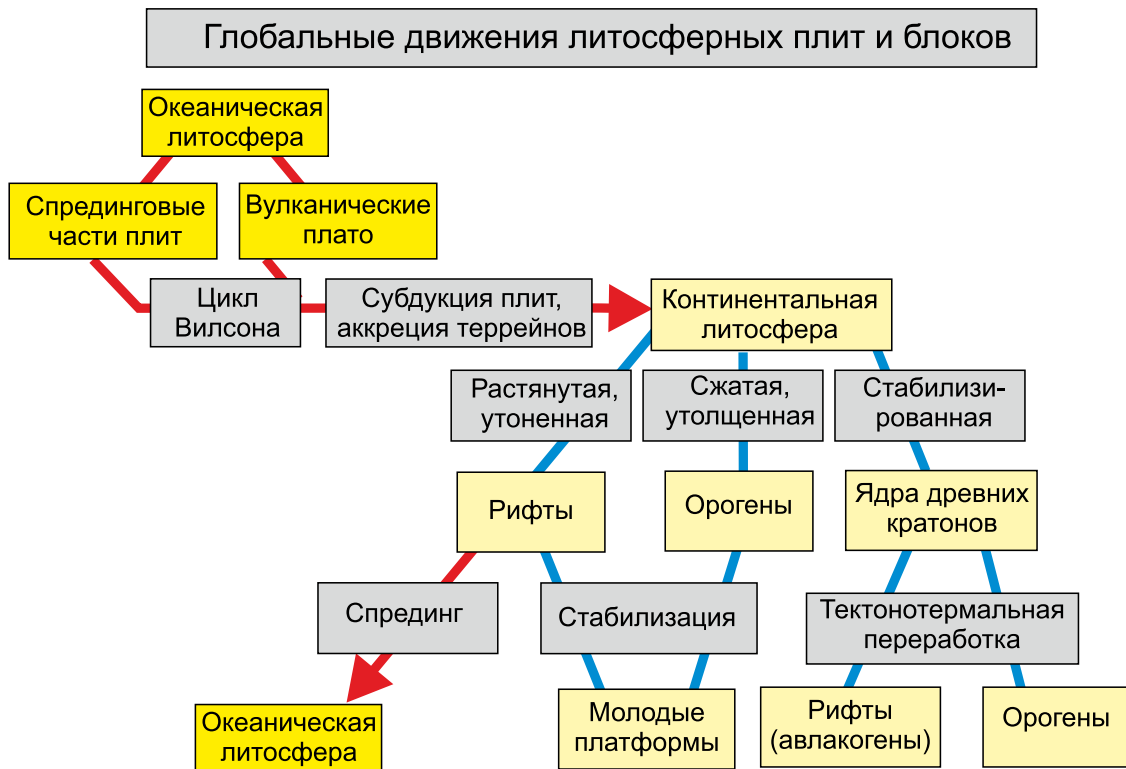 Глобальные движения литосферных плит и блоков
Океаническая
литосфера
Спрединговые
части плит
Вулканические
плато
Цикл
Вилсона
Субдукция плит,
аккреция террейнов
Континентальная
литосфера
Растянутая,
утоненная
Сжатая,
утолщенная
Стабилизи-
рованная
Рифты
Орогены
Ядра древних
кратонов
Спрединг
Стабилизация
Тектонотермальная
переработка
Океаническая
литосфера
Молодые
платформы
Рифты
(авлакогены)
Орогены